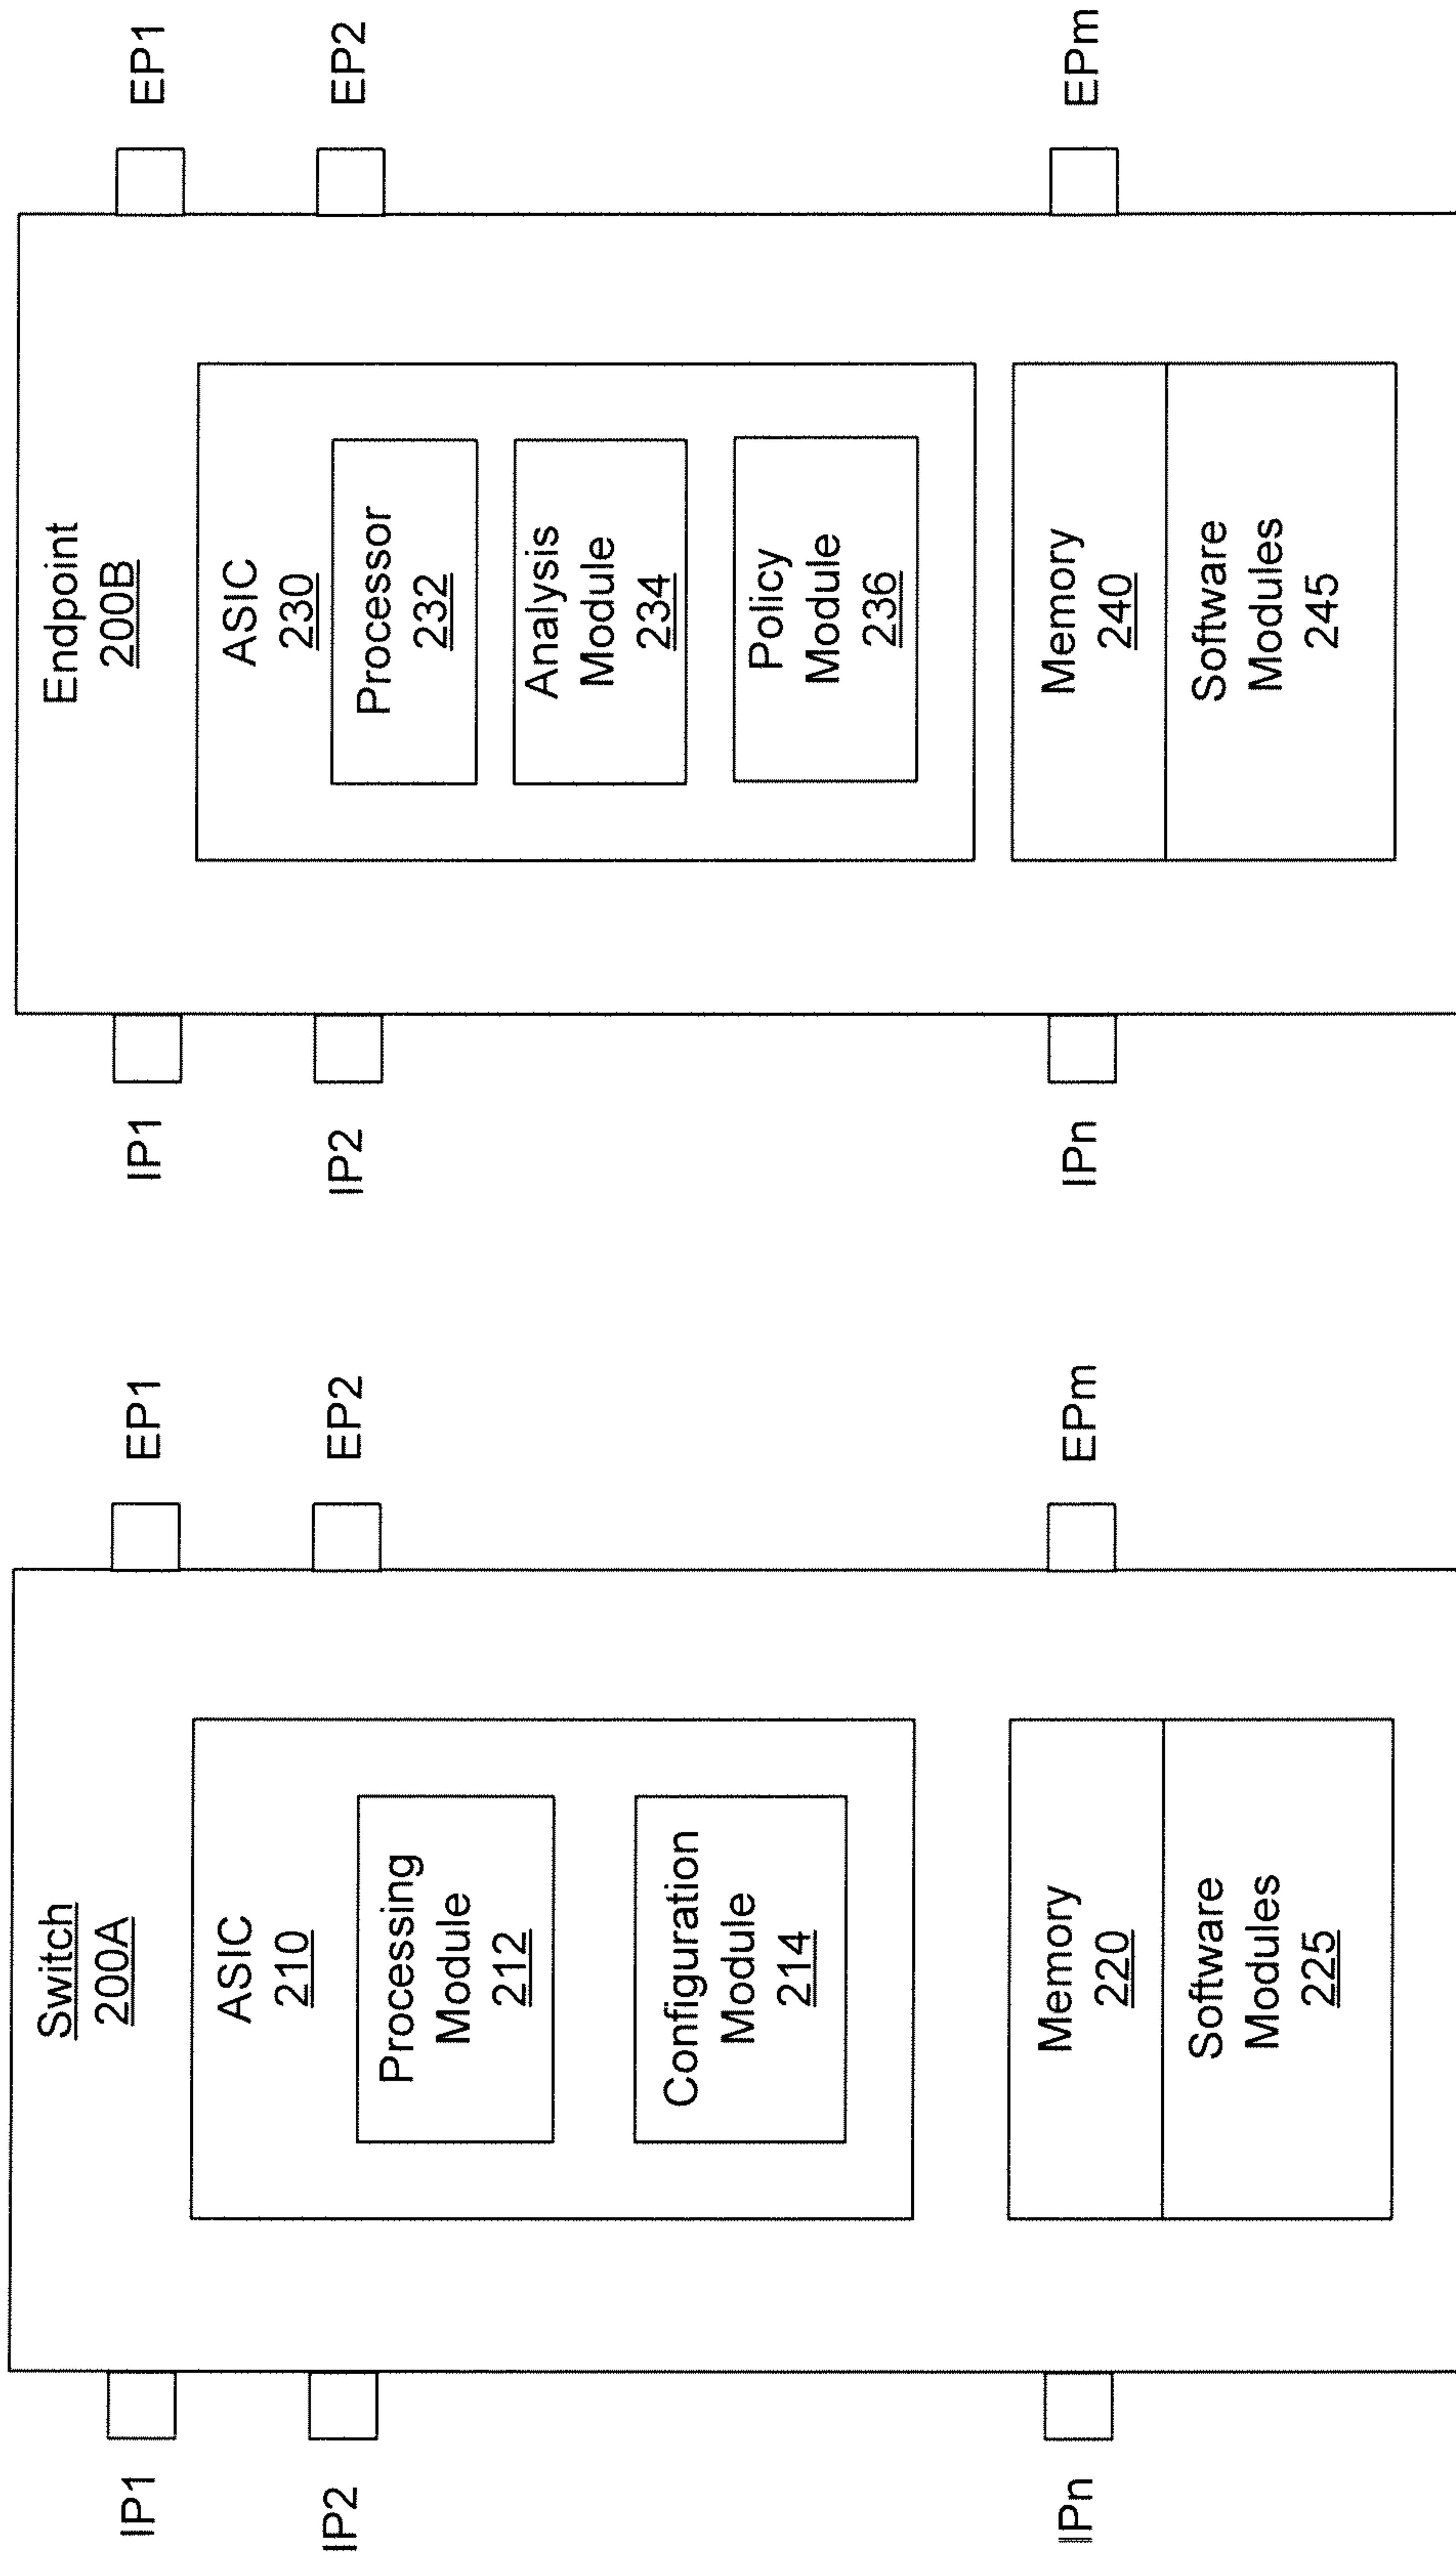 Switch
200A
IP1
EP1
ASIC
210
IP2
EP2
Processing
Module
212
Configuration
Module
214
IPn
EPm
Memory
220
Software
Modules
225
Endpoint
200B
IP1
EP1
ASIC
230
IP2
EP2
Processor
232
Analysis
Module
234
Policy
Module
236
IPn
EPm
Memory
240
Software
Modules
245